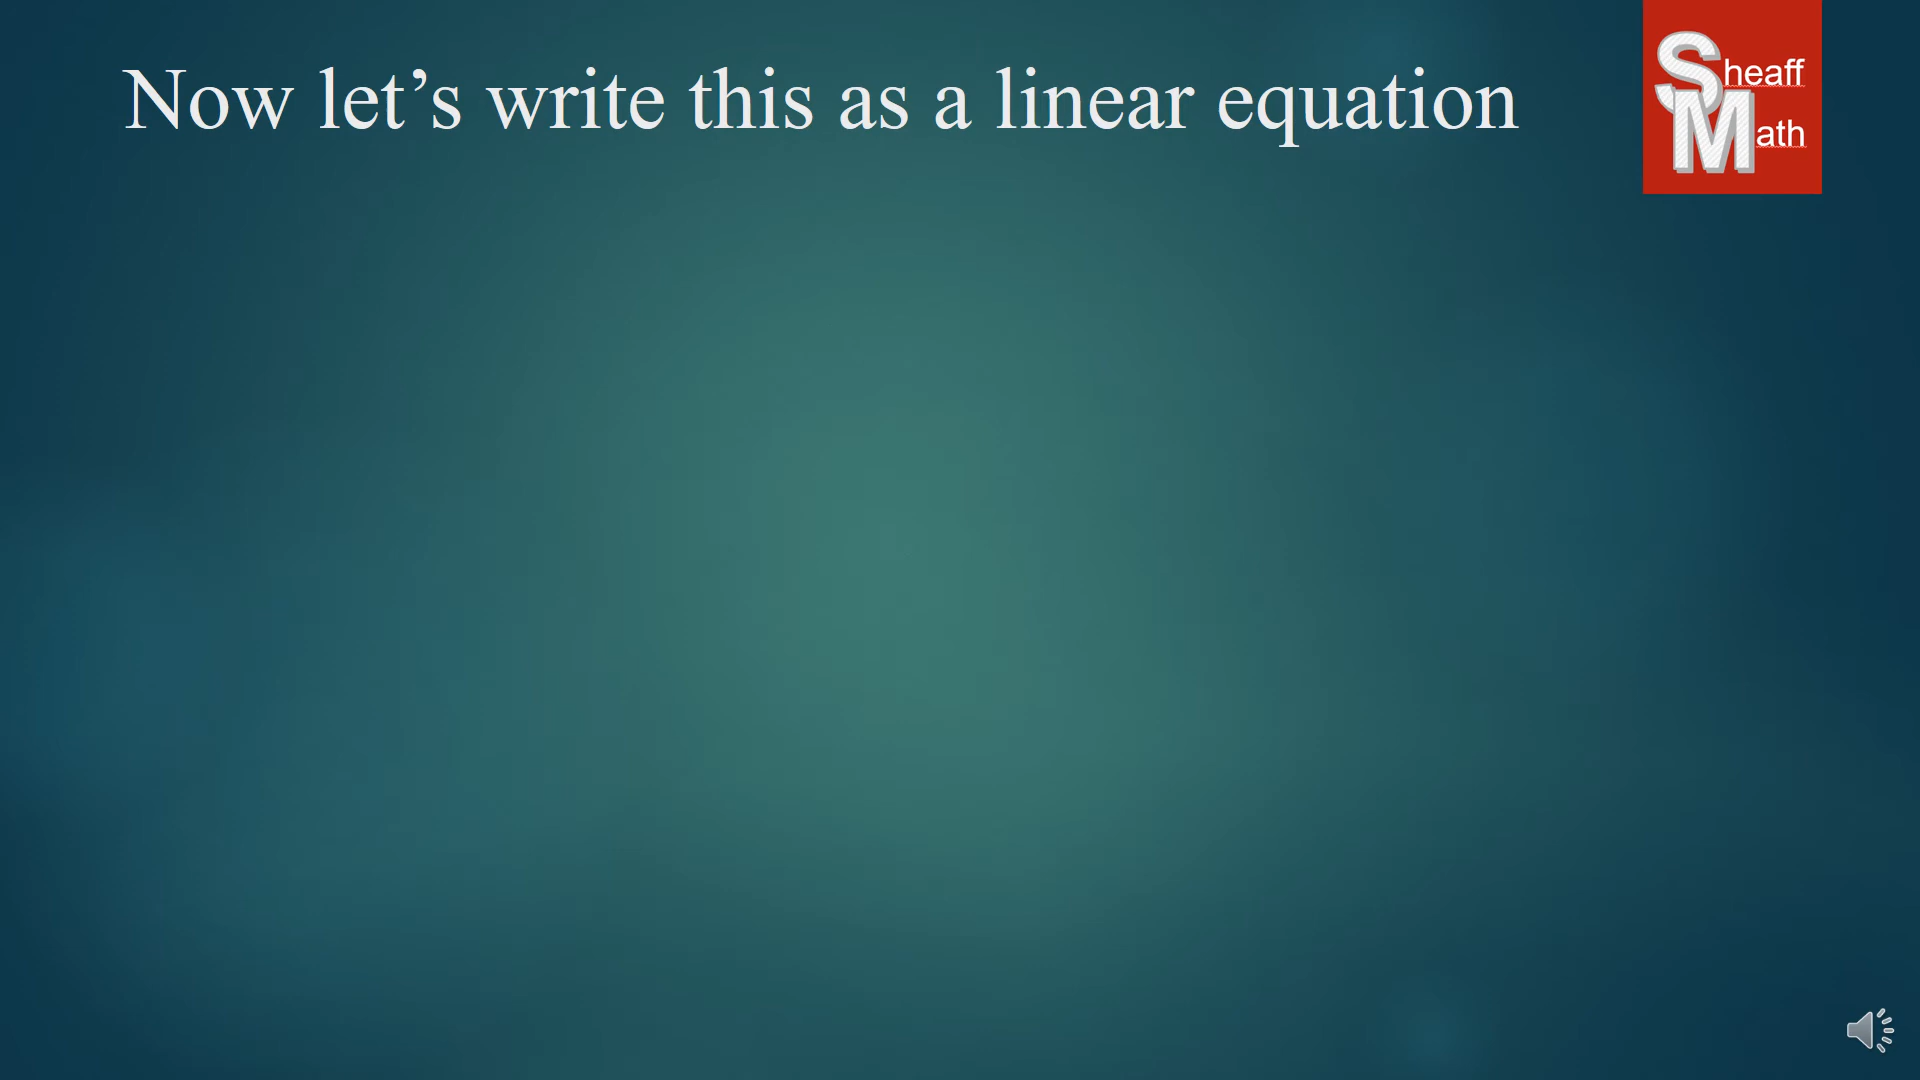 Now let’s write this as a linear equation
Sheaff
Math